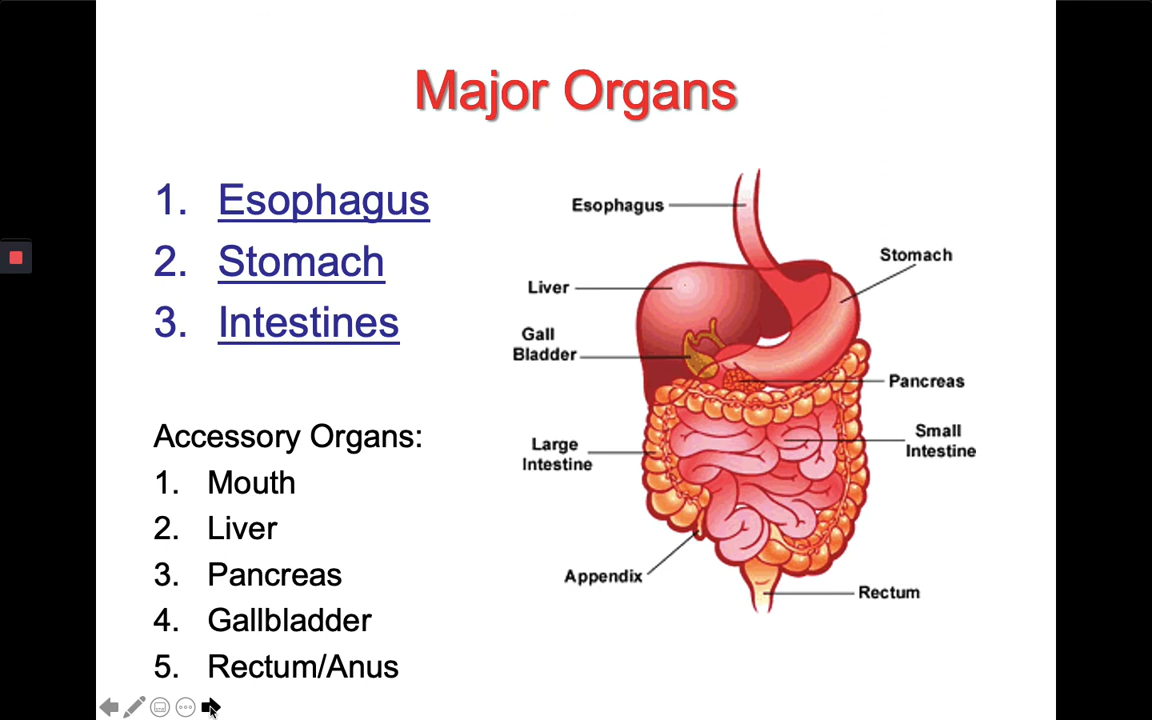 Major Organs
1. Esophagus
2. Stomach
3. Intestines
Accessory Organs:
1. Mouth
2. Liver
3. Pancreas
4. Gallbladder
5. Rectum/Anus
Esophagus
Stomach
Liver
Gall
Bladder
Pancreas
Large
Intestine
Small
Intestine
Appendix
Rectum